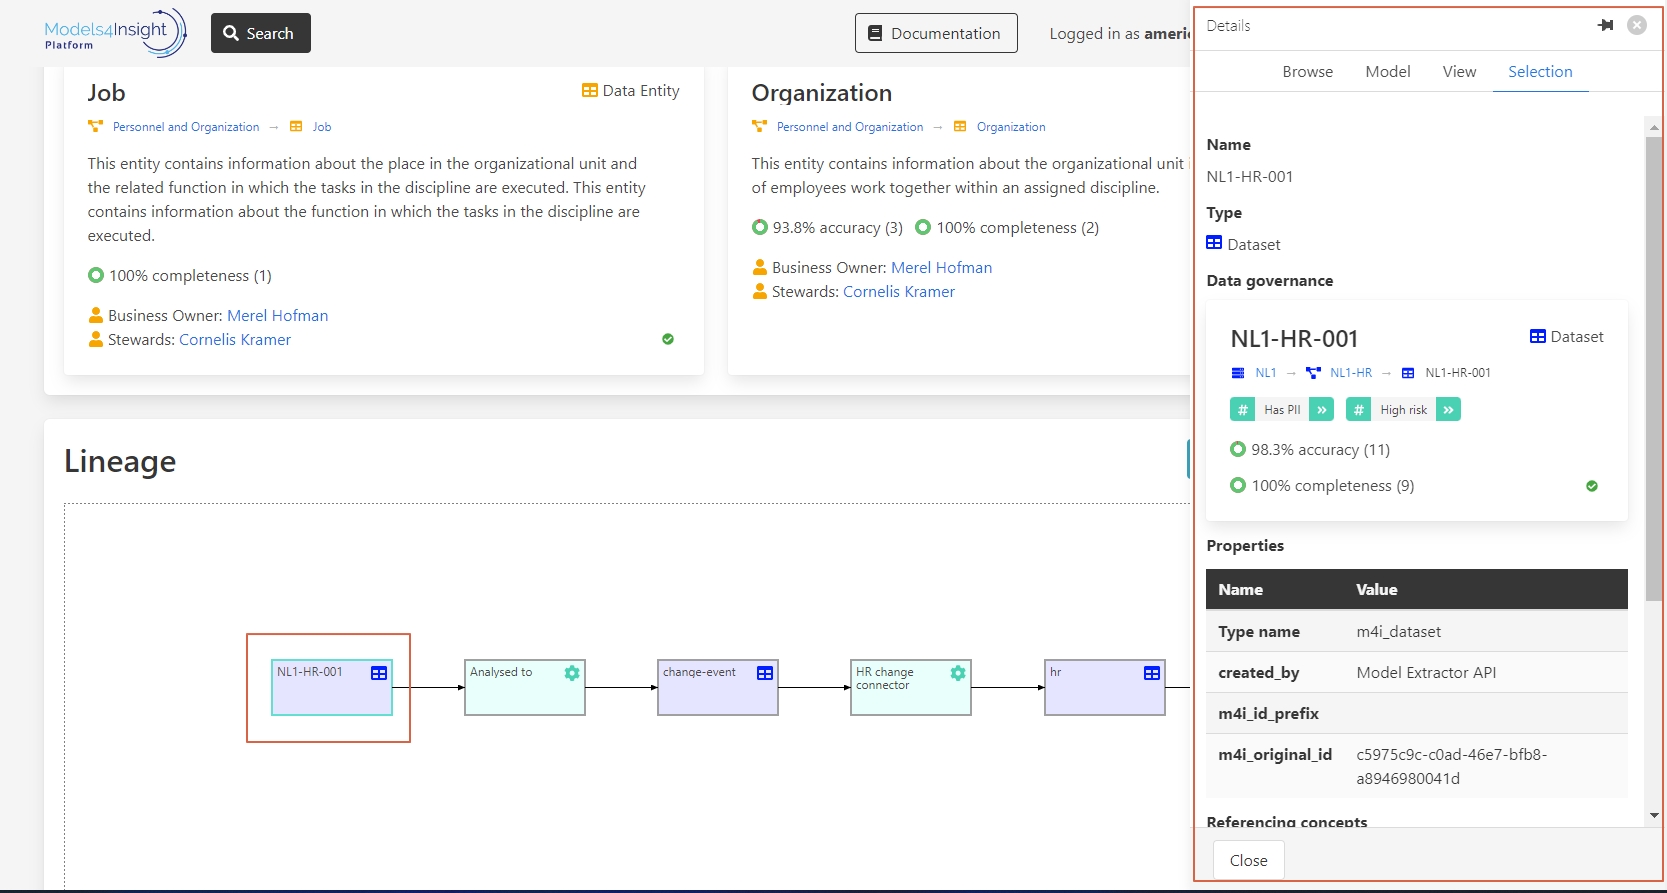 Models4Insight
Platform
Search
Documentation
Logged in as americ
Job
Data Entity
Personnel and Organization → Job
This entity contains information about the place in the organizational unit and
the related function in which the tasks in the discipline are executed. This entity
contains information about the function in which the tasks in the discipline are
executed.
100% completeness (1)
Business Owner: Merel Hofman
Stewards: Cornelis Kramer
Organization
Personnel and Organization → Organization
This entity contains information about the organizational unit
of employees work together within an assigned discipline.
93.8% accuracy (3) 100% completeness (2)
Business Owner: Merel Hofman
Stewards: Cornelis Kramer
Lineage
NL1-HR-001
Analysed to
change-event
HR change
connector
hr
Details
Browse Model View Selection
Name
NL1-HR-001
Type
Dataset
Data governance
NL1-HR-001
Dataset
NL1 → NL1-HR → NL1-HR-001
# Has PII » # High risk »
98.3% accuracy (11)
100% completeness (9)
Properties
Name Value
Type name m4i_dataset
created_by Model Extractor API
m4i_id_prefix
m4i_original_id c5975c9c-c0ad-46e7-bfb8-
a8946980041d
Referencing concepts
Close